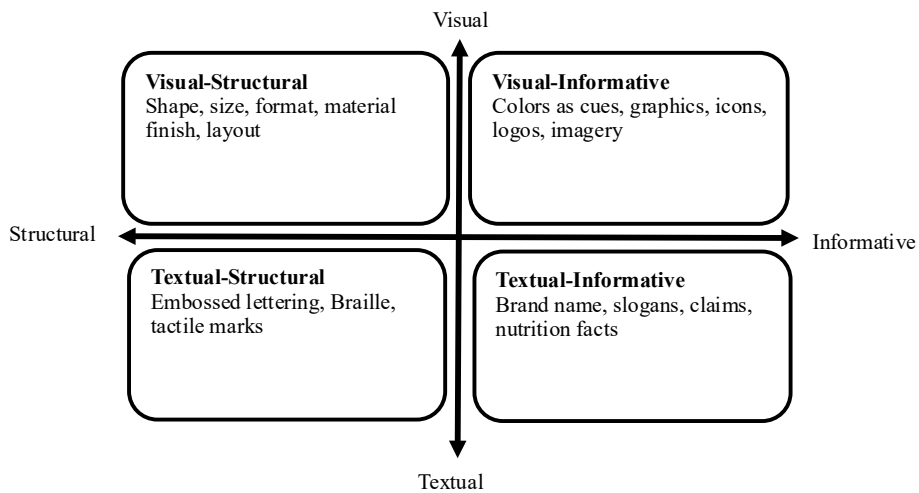 Visual
Visual-Structural
Shape, size, format, material
finish, layout
Visual-Informative
Colors as cues, graphics, icons,
logos, imagery
Structural
Informative
Textual-Structural
Embossed lettering, Braille,
tactile marks
Textual-Informative
Brand name, slogans, claims,
nutrition facts
Textual